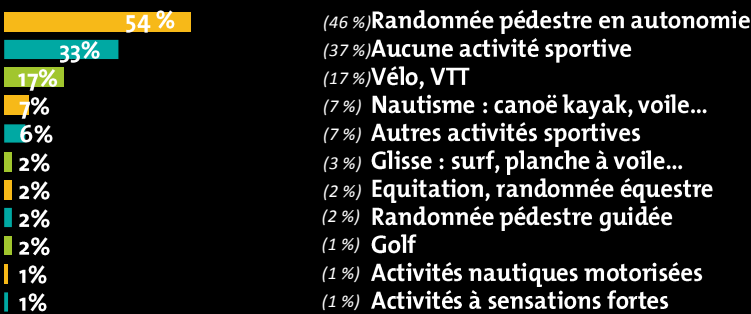 54 % (46 %) Randonnée pédestre en autonomie
33% (37 %) Aucune activité sportive
17% (17 %) Vélo, VTT
7% (7 %) Nautisme : canoë kayak, voile...
6% (7 %) Autres activités sportives
2% (3 %) Glisse : surf, planche à voile...
2% (2 %) Equitation, randonnée équestre
2% (2 %) Randonnée pédestre guidée
2% (1 %) Golf
1% (1 %) Activités nautiques motorisées
1% (1 %) Activités à sensations fortes